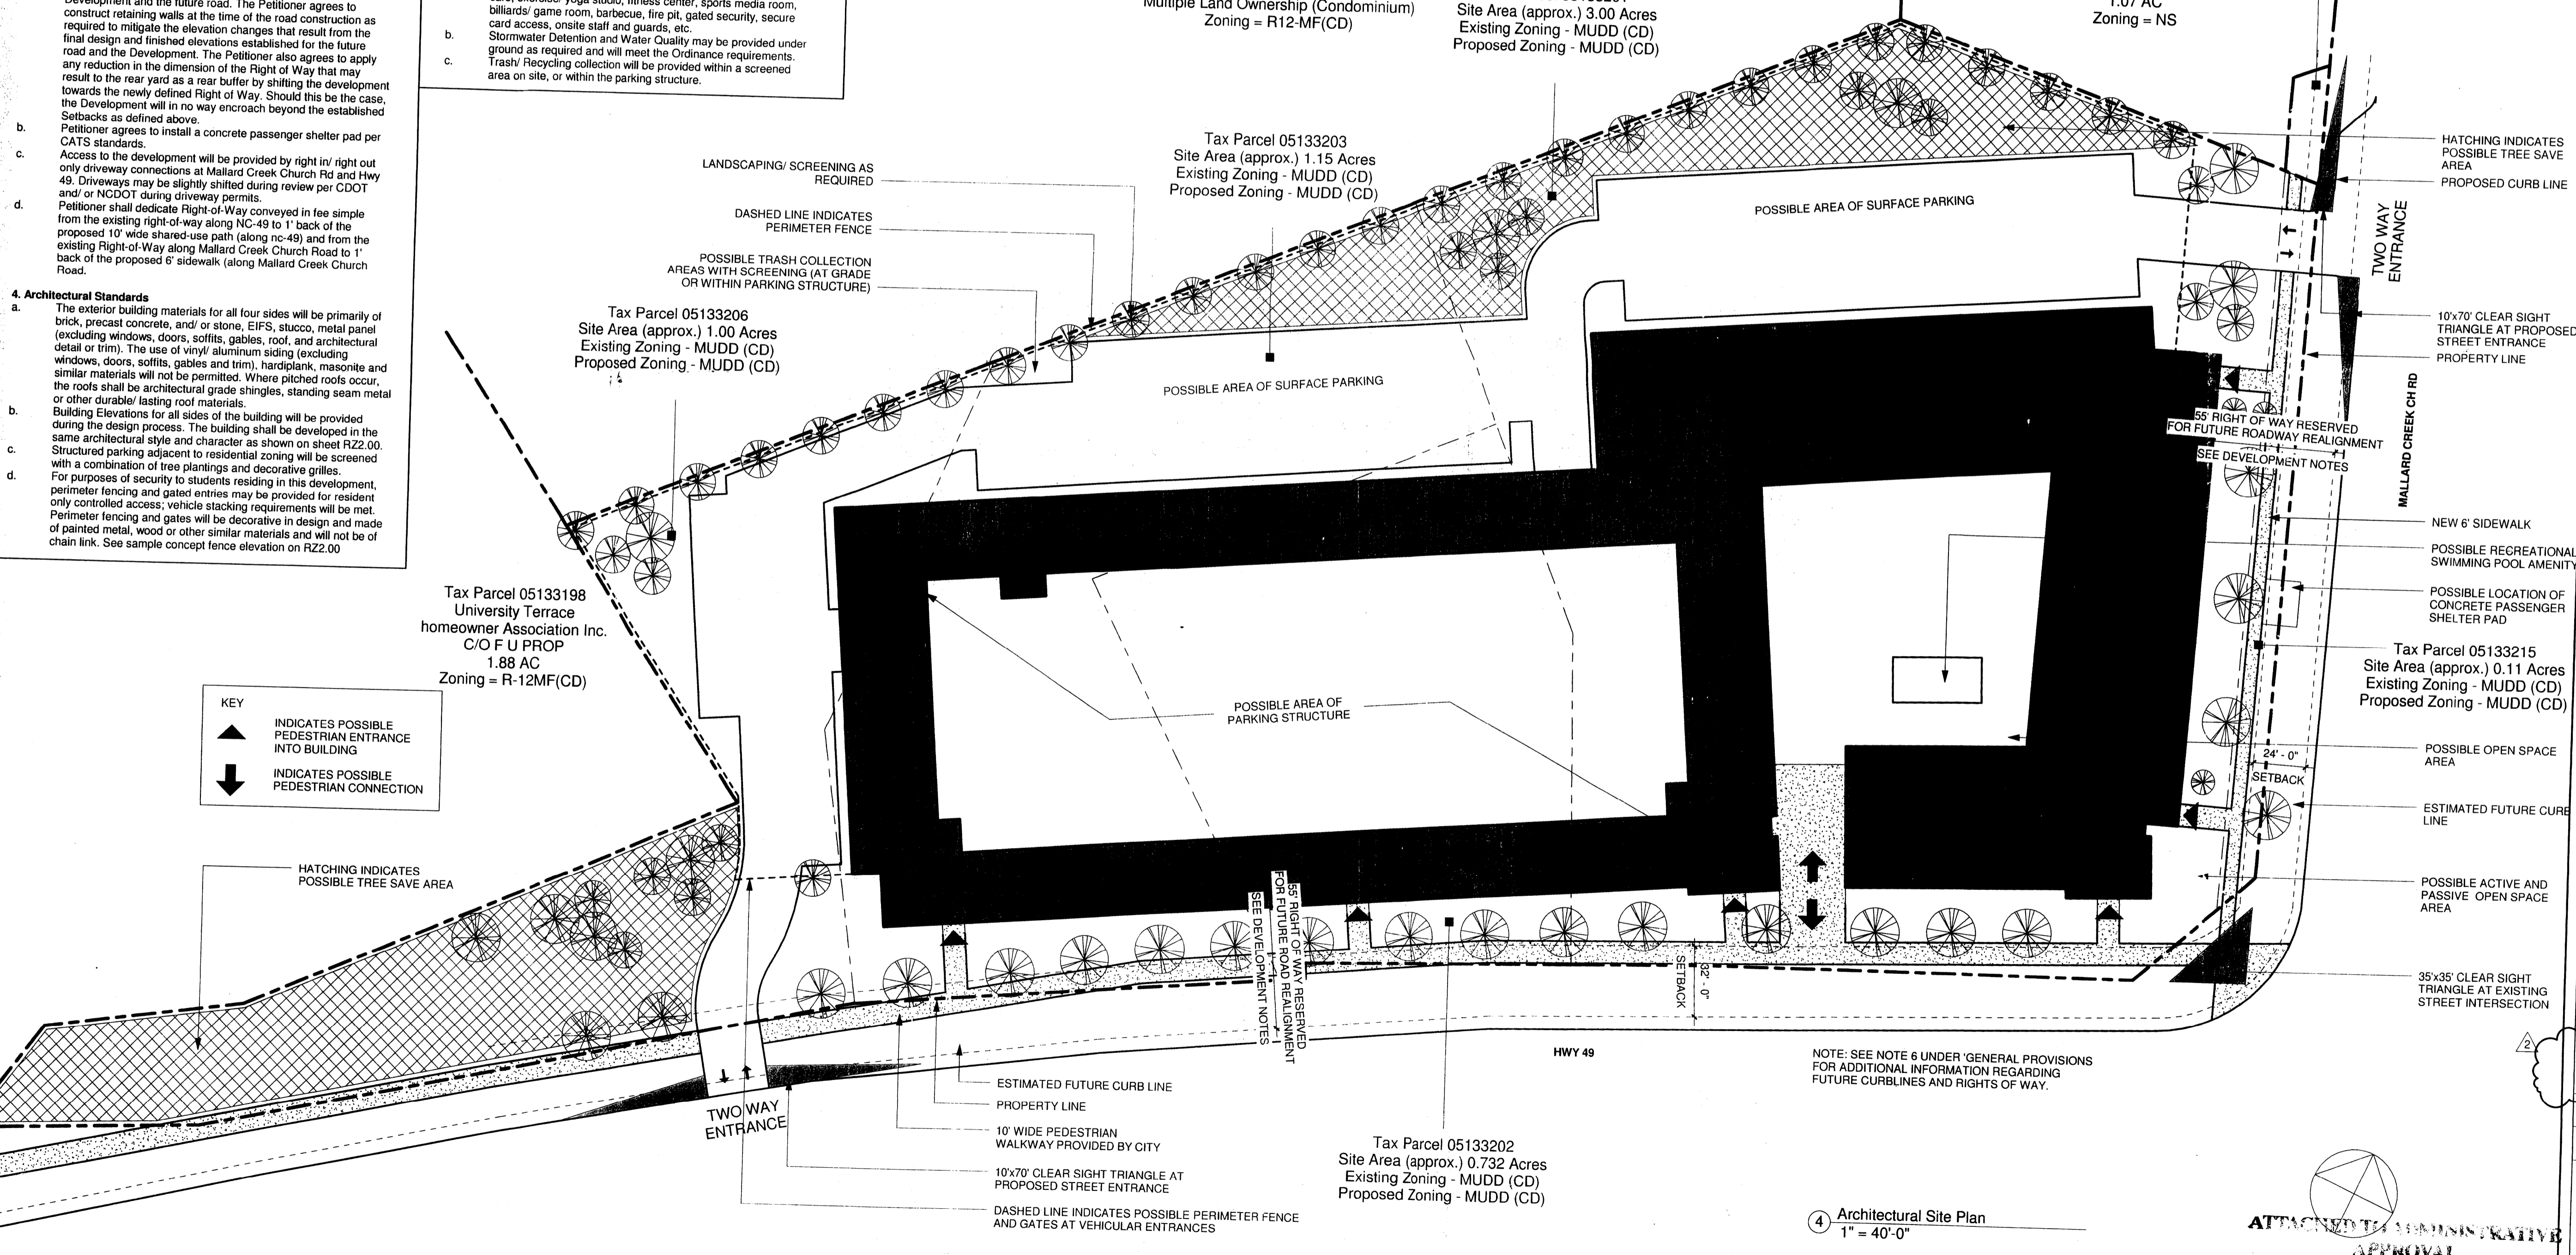 Development and the future road. The Petitioner agrees to
construct retaining walls at the time of the road construction as
required to mitigate the elevation changes that result from the
final design and finished elevations established for the future
road and the Development. The Petitioner also agrees to apply
any reduction in the dimension of the Right of Way that may
result to the rear yard as a rear buffer by shifting the development
towards the newly defined Right of Way. Should this be the case,
the Development will in no way encroach beyond the established
Setbacks as defined above.
b. Petitioner agrees to install a concrete passenger shelter pad per
CATS standards.
c. Access to the development will be provided by right in/ right out
only driveway connections at Mallard Creek Church Rd and Hwy
49. Driveways may be slightly shifted during review per CDOT
and/ or NCDOT during driveway permits.
d. Petitioner shall dedicate Right-of-Way conveyed in fee simple
from the existing right-of-way along NC-49 to 1' back of the
proposed 10' wide shared-use path (along nc-49) and from the
existing Right-of-Way along Mallard Creek Church Road to 1'
back of the proposed 6' sidewalk (along Mallard Creek Church
Road.
4. Architectural Standards
a. The exterior building materials for all four sides will be primarily of
brick, precast concrete, and/ or stone, EIFS, stucco, metal panel
(excluding windows, doors, soffits, gables, roof, and architectural
detail or trim). The use of vinyl/ aluminum siding (excluding
windows, doors, soffits, gables and trim), hardiplank, masonite and
similar materials will not be permitted. Where pitched roofs occur,
the roofs shall be architectural grade shingles, standing seam metal
or other durable/ lasting roof materials.
b. Building Elevations for all sides of the building will be provided
during the design process. The building shall be developed in the
same architectural style and character as shown on sheet RZ2.00.
c. Structured parking adjacent to residential zoning will be screened
with a combination of tree plantings and decorative grilles.
d. For purposes of security to students residing in this development,
perimeter fencing and gated entries may be provided for resident
only controlled access; vehicle stacking requirements will be met.
Perimeter fencing and gates will be decorative in design and made
of painted metal, wood or other similar materials and will not be of
chain link. See sample concept fence elevation on RZ2.00
yoga studio, fitness center, sports media room,
billiards/ game room, barbecue, fire pit, gated security, secure
card access, onsite staff and guards, etc.
b. Stormwater Detention and Water Quality may be provided under
ground as required and will meet the Ordinance requirements.
c. Trash/ Recycling collection will be provided within a screened
area on site, or within the parking structure.
Multiple Land Ownership (Condominium)
Zoning = R12-MF(CD)
Site Area (approx.) 3.00 Acres
Existing Zoning - MUDD (CD)
Proposed Zoning - MUDD (CD)
1.07 AC
Zoning = NS
Tax Parcel 05133203
Site Area (approx.) 1.15 Acres
Existing Zoning - MUDD (CD)
Proposed Zoning - MUDD (CD)
LANDSCAPING/ SCREENING AS
REQUIRED
DASHED LINE INDICATES
PERIMETER FENCE
POSSIBLE TRASH COLLECTION
AREAS WITH SCREENING (AT GRADE
OR WITHIN PARKING STRUCTURE)
Tax Parcel 05133206
Site Area (approx.) 1.00 Acres
Existing Zoning - MUDD (CD)
Proposed Zoning - MUDD (CD)
POSSIBLE AREA OF SURFACE PARKING
POSSIBLE AREA OF SURFACE PARKING
HATCHING INDICATES
POSSIBLE TREE SAVE
AREA
PROPOSED CURB LINE
TWO WAY
ENTRANCE
10'x70' CLEAR SIGHT
TRIANGLE AT PROPOSED
STREET ENTRANCE
PROPERTY LINE
MALLARD CREEK CH RD
55' RIGHT OF WAY RESERVED
FOR FUTURE ROADWAY REALIGNMENT
SEE DEVELOPMENT NOTES
NEW 6' SIDEWALK
POSSIBLE RECREATIONAL
SWIMMING POOL AMENITY
POSSIBLE LOCATION OF
CONCRETE PASSENGER
SHELTER PAD
Tax Parcel 05133215
Site Area (approx.) 0.11 Acres
Existing Zoning - MUDD (CD)
Proposed Zoning - MUDD (CD)
24' - 0"
SETBACK
POSSIBLE OPEN SPACE
AREA
ESTIMATED FUTURE CURB
LINE
POSSIBLE ACTIVE AND
PASSIVE OPEN SPACE
AREA
35'x35' CLEAR SIGHT
TRIANGLE AT EXISTING
STREET INTERSECTION
Tax Parcel 05133198
University Terrace
homeowner Association Inc.
C/O F U PROP
1.88 AC
Zoning = R-12MF(CD)
KEY
INDICATES POSSIBLE
PEDESTRIAN ENTRANCE
INTO BUILDING
INDICATES POSSIBLE
PEDESTRIAN CONNECTION
POSSIBLE AREA OF
PARKING STRUCTURE
HATCHING INDICATES
POSSIBLE TREE SAVE AREA
55' RIGHT OF WAY RESERVED
FOR FUTURE ROAD REALIGNMENT
SEE DEVELOPMENT NOTES
32' - 0"
SETBACK
HWY 49
NOTE: SEE NOTE 6 UNDER 'GENERAL PROVISIONS
FOR ADDITIONAL INFORMATION REGARDING
FUTURE CURBLINES AND RIGHTS OF WAY.
2
TWO WAY
ENTRANCE
ESTIMATED FUTURE CURB LINE
PROPERTY LINE
10' WIDE PEDESTRIAN
WALKWAY PROVIDED BY CITY
10'x70' CLEAR SIGHT TRIANGLE AT
PROPOSED STREET ENTRANCE
DASHED LINE INDICATES POSSIBLE PERIMETER FENCE
AND GATES AT VEHICULAR ENTRANCES
Tax Parcel 05133202
Site Area (approx.) 0.732 Acres
Existing Zoning - MUDD (CD)
Proposed Zoning - MUDD (CD)
4 Architectural Site Plan
1" = 40'-0"
ATTACHED TO ADMINISTRATIVE
APPROVAL